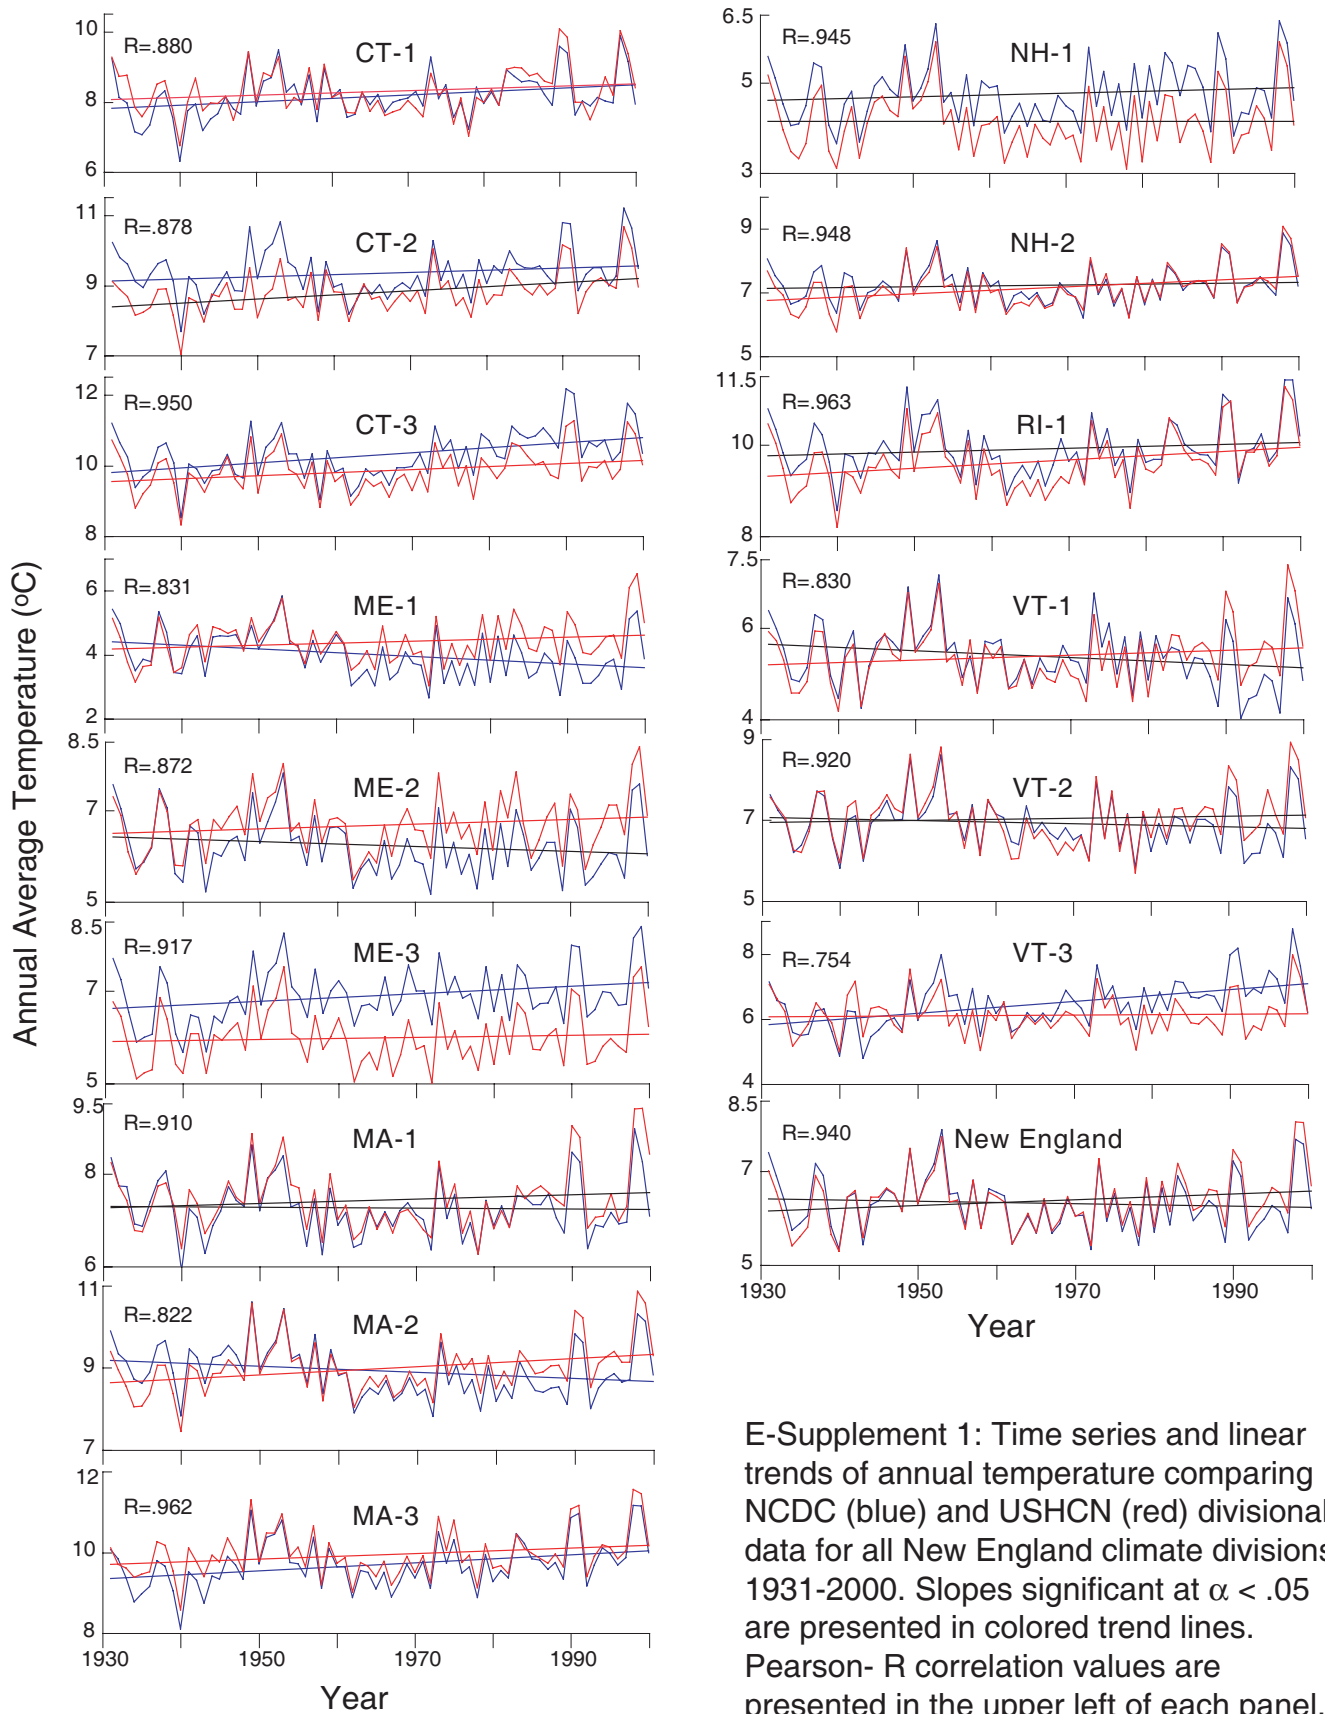 Annual Average Temperature (ºC)
10
8
6
R=.880
CT-1
11
9
7
R=.878
CT-2
12
10
8
R=.950
CT-3
6
4
2
R=.831
ME-1
8.5
7
5
R=.872
ME-2
8.5
7
5
R=.917
ME-3
9.5
8
6
R=.910
MA-1
11
9
7
R=.822
MA-2
12
10
8
R=.962
MA-3
1930 1950 1970 1990
Year
6.5
5
3
R=.945
NH-1
9
7
5
R=.948
NH-2
11.5
10
8
R=.963
RI-1
7.5
6
4
R=.830
VT-1
9
7
5
R=.920
VT-2
8
6
4
R=.754
VT-3
8.5
7
5
R=.940
New England
1930 1950 1970 1990
Year
E-Supplement 1: Time series and linear
trends of annual temperature comparing
NCDC (blue) and USHCN (red) divisional
data for all New England climate divisions
1931-2000. Slopes significant at α < .05
are presented in colored trend lines.
Pearson- R correlation values are
presented in the upper left of each panel.